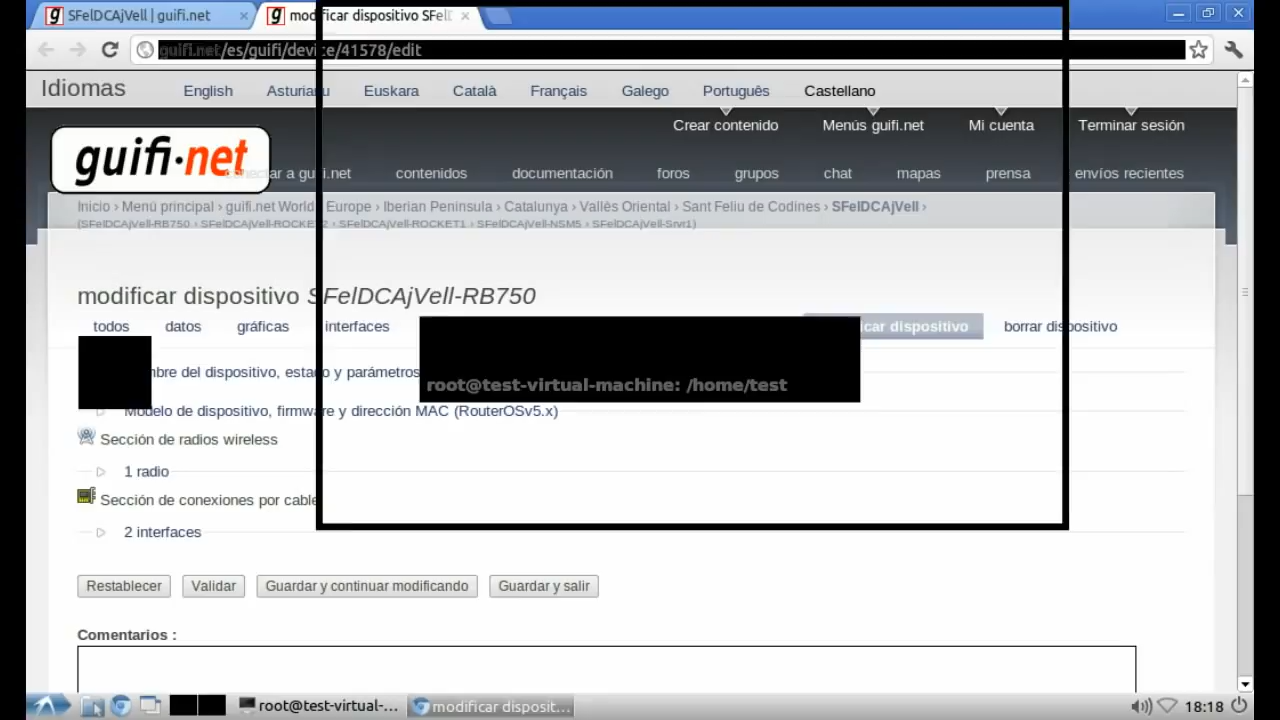 SFelDCAjVell | guifi.net
modificar dispositivo SFel
guifi.net/es/guifi/device/41578/edit
Idiomas English Asturianu Euskara Català Français Galego Português Castellano
Crear contenido Menús guifi.net Mi cuenta Terminar sesión
guifi·net
conectar a guifi.net contenidos documentación foros grupos chat mapas prensa envíos recientes
Inicio › Menú principal › guifi.net World › Europe › Iberian Peninsula › Catalunya › Vallès Oriental › Sant Feliu de Codines › SFelDCAjVell ›
(SFelDCAjVell-RB750 › SFelDCAjVell-ROCKET2 › SFelDCAjVell-ROCKET1 › SFelDCAjVell-NSM5 › SFelDCAjVell-Srvr1)
modificar dispositivo SFelDCAjVell-RB750
todos datos gráficas interfaces icar dispositivo borrar dispositivo
mbre del dispositivo, estado y parámetros
root@test-virtual-machine: /home/test
Modelo de dispositivo, firmware y dirección MAC (RouterOSv5.x)
Sección de radios wireless
1 radio
Sección de conexiones por cable
2 interfaces
Restablecer Validar Guardar y continuar modificando Guardar y salir
Comentarios :
root@test-virtual-... modificar disposit... 18:18